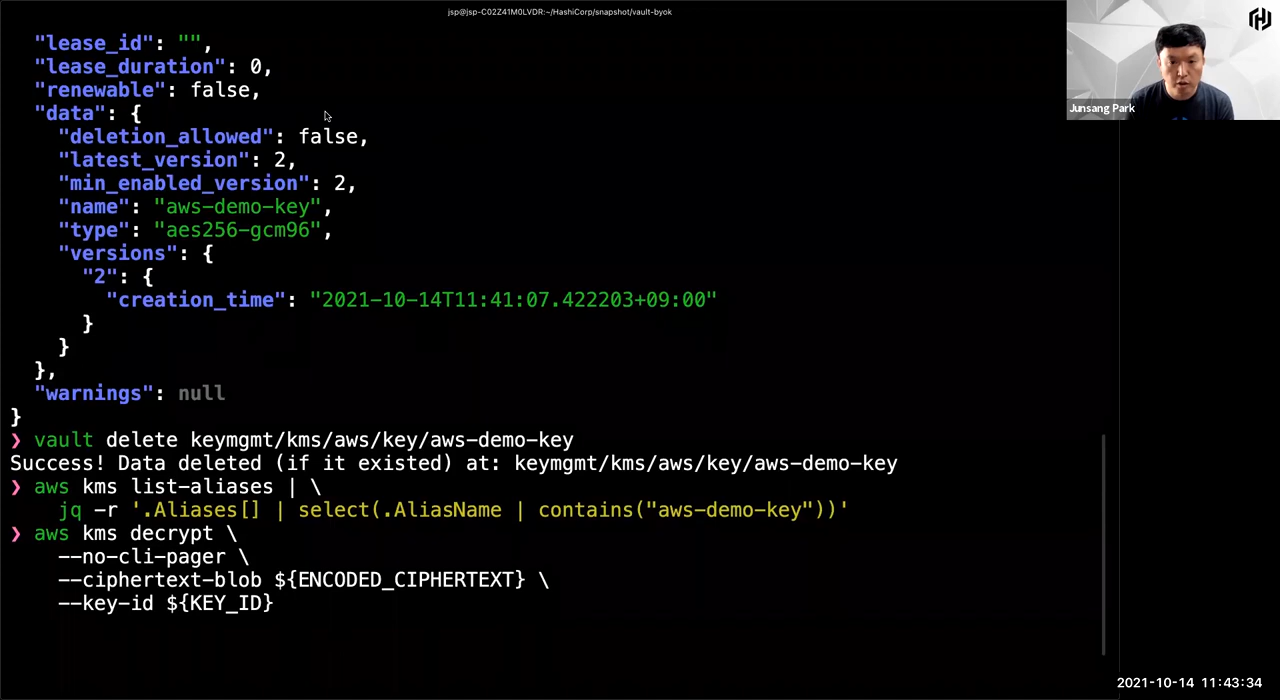 jsp@jsp-C02Z41M0LVDR:~/HashiCorp/snapshot/vault-byok
"lease_id": "",
"lease_duration": 0,
"renewable": false,
"data": {
"deletion_allowed": false,
"latest_version": 2,
"min_enabled_version": 2,
"name": "aws-demo-key",
"type": "aes256-gcm96",
"versions": {
"2": {
"creation_time": "2021-10-14T11:41:07.422203+09:00"
}
}
},
"warnings": null
}
❯ vault delete keymgmt/kms/aws/key/aws-demo-key
Success! Data deleted (if it existed) at: keymgmt/kms/aws/key/aws-demo-key
❯ aws kms list-aliases | \
jq -r '.Aliases[] | select(.AliasName | contains("aws-demo-key"))'
❯ aws kms decrypt \
--no-cli-pager \
--ciphertext-blob ${ENCODED_CIPHERTEXT} \
--key-id ${KEY_ID}
Junsang Park
2021-10-14 11:43:34